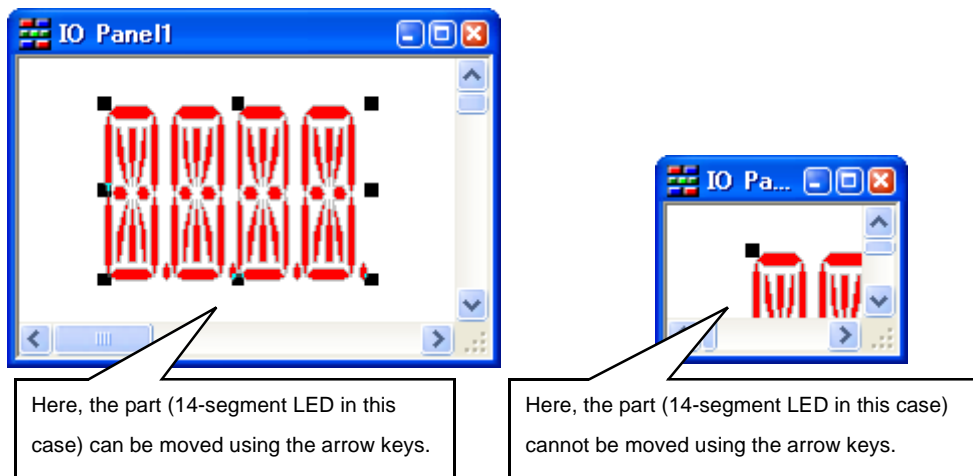 IO Panel1
IO Pa...
Here, the part (14-segment LED in this
case) can be moved using the arrow keys.
Here, the part (14-segment LED in this case)
cannot be moved using the arrow keys.